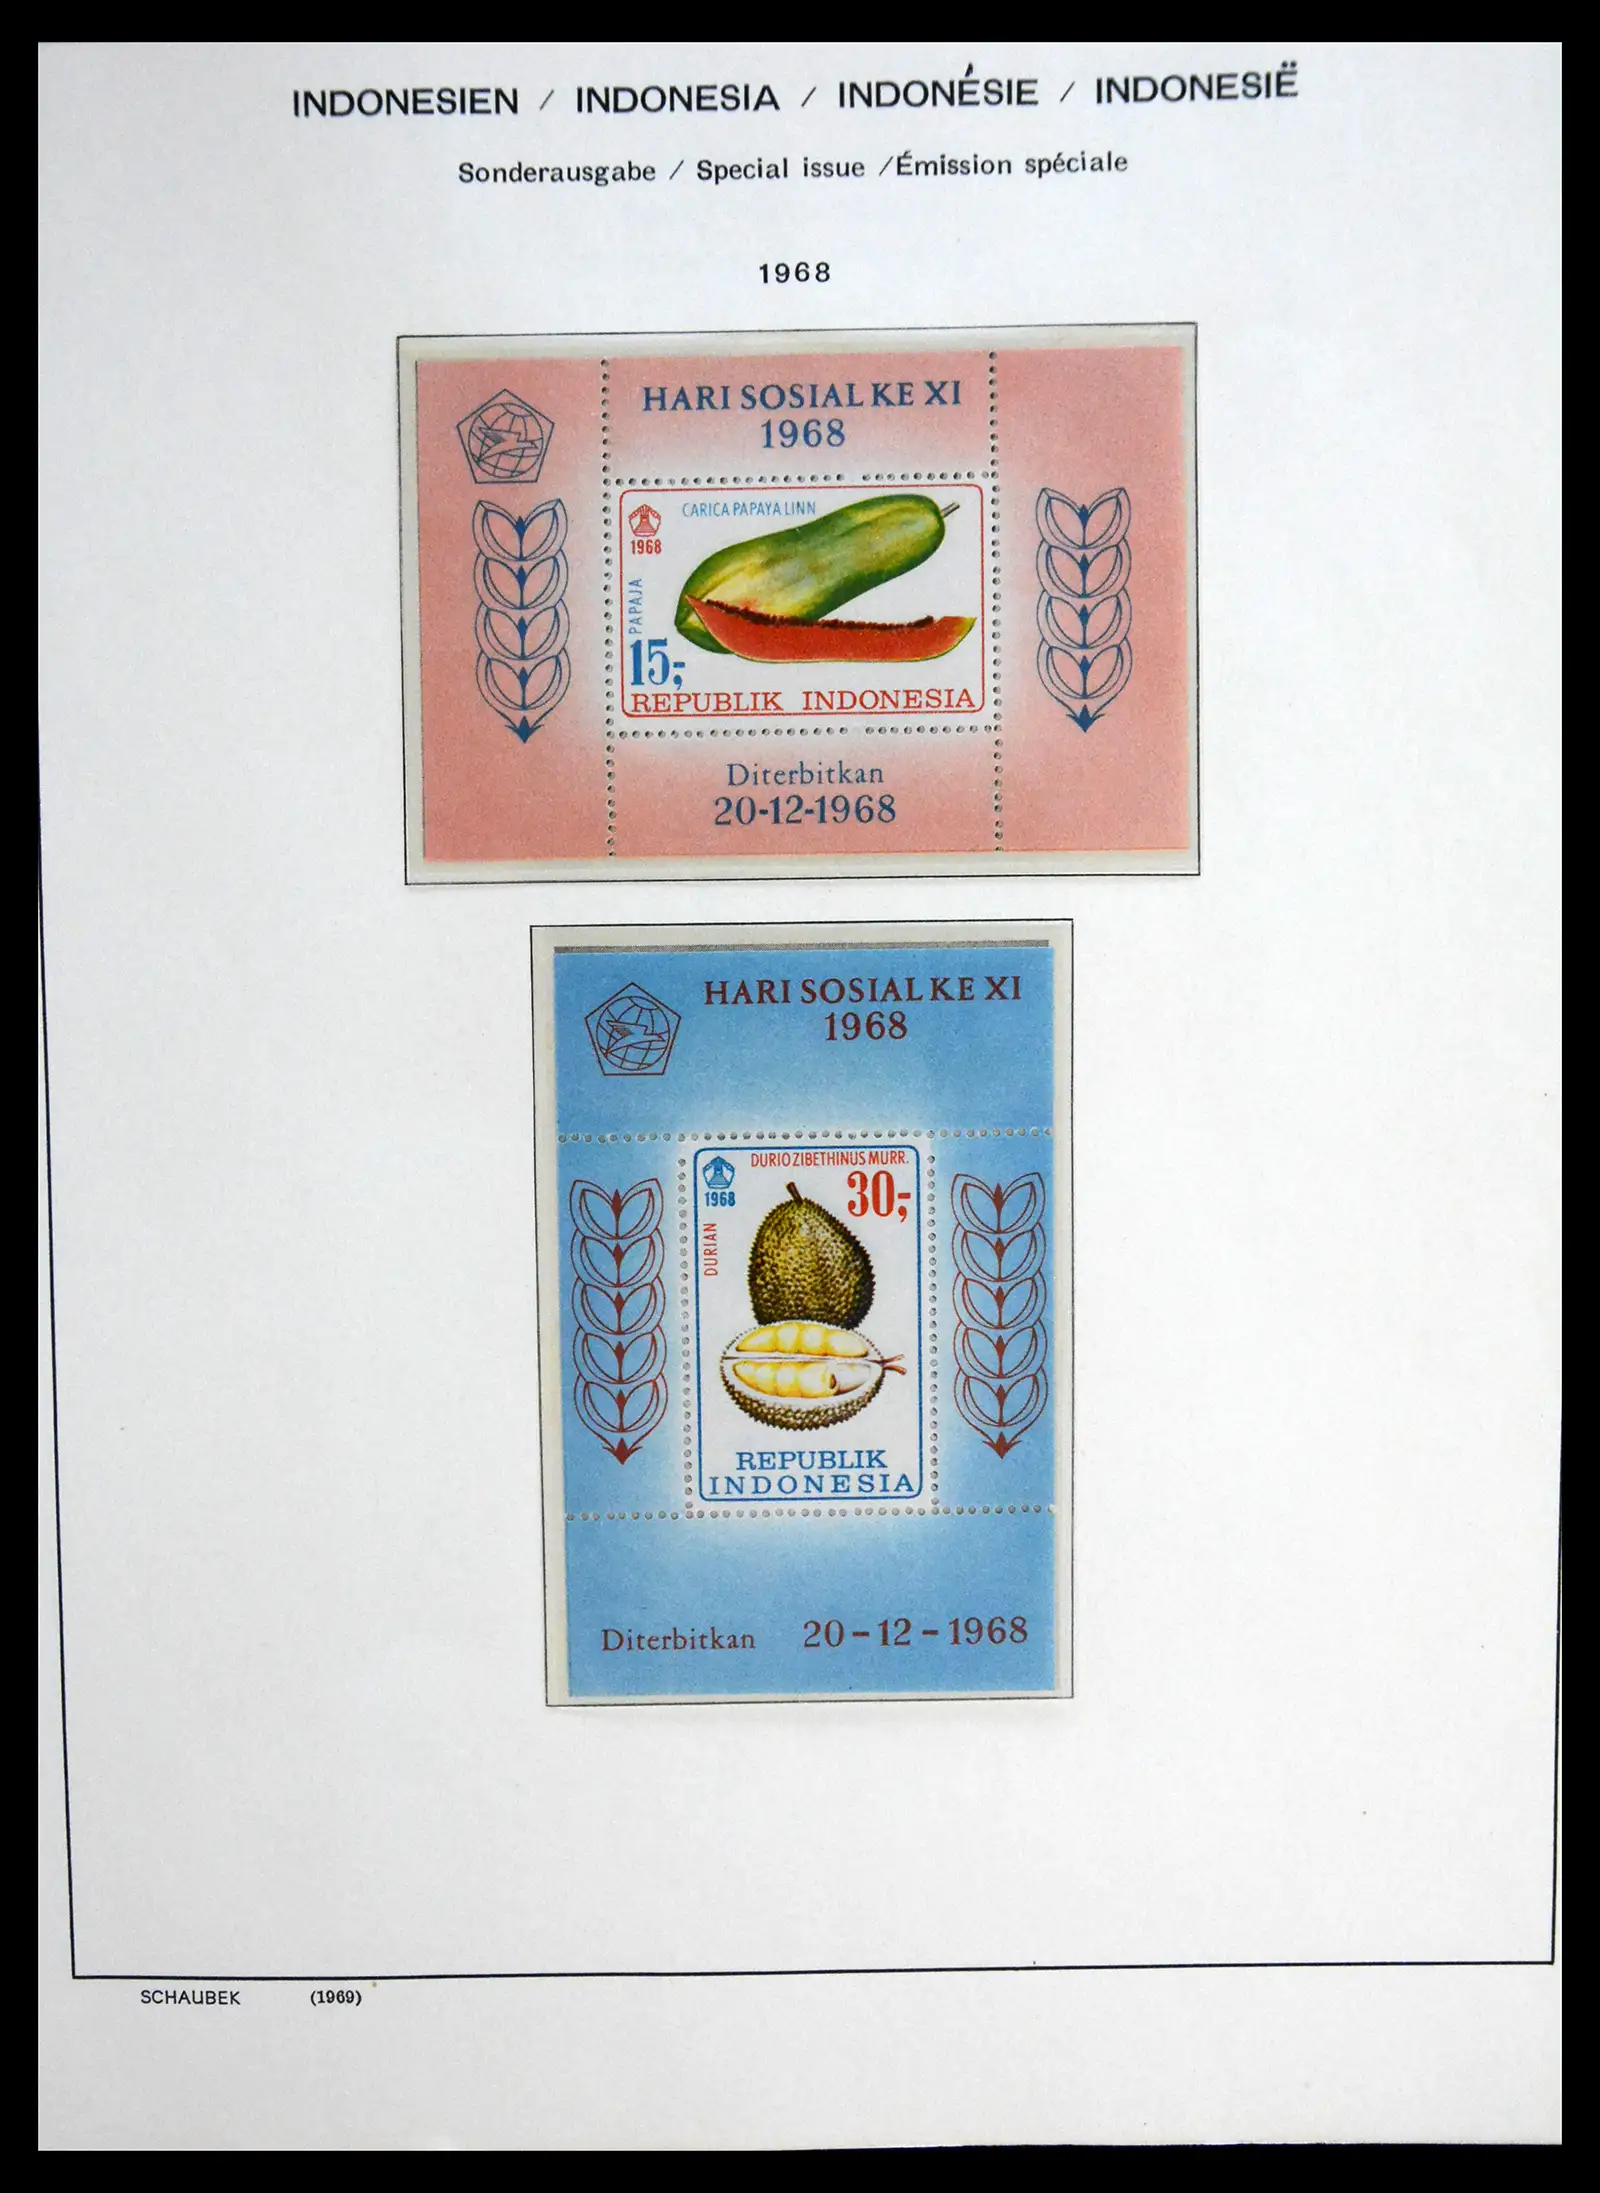 INDONESIEN / INDONESIA / INDONÉSIE / INDONESIË
Sonderausgabe / Special issue /Émission spéciale
1968
HARI SOSIAL KE XI
1968
CARICA PAPAYA LINN
1968
PAPAJA
15,-
REPUBLIK INDONESIA
Diterbitkan
20-12-1968
HARI SOSIAL KE XI
1968
DURIO ZIBETHINUS MURR.
1968
30,-
DURIAN
REPUBLIK
INDONESIA
Diterbitkan 20-12-1968
SCHAUBEK (1969)